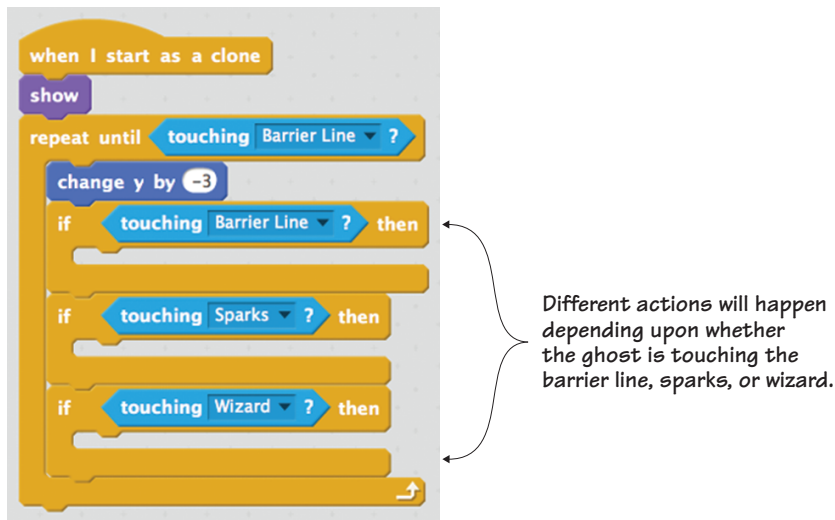 when I start as a clone
show
repeat until touching Barrier Line ?
change y by -3
if touching Barrier Line ? then
if touching Sparks ? then
if touching Wizard ? then
Different actions will happen
depending upon whether
the ghost is touching the
barrier line, sparks, or wizard.